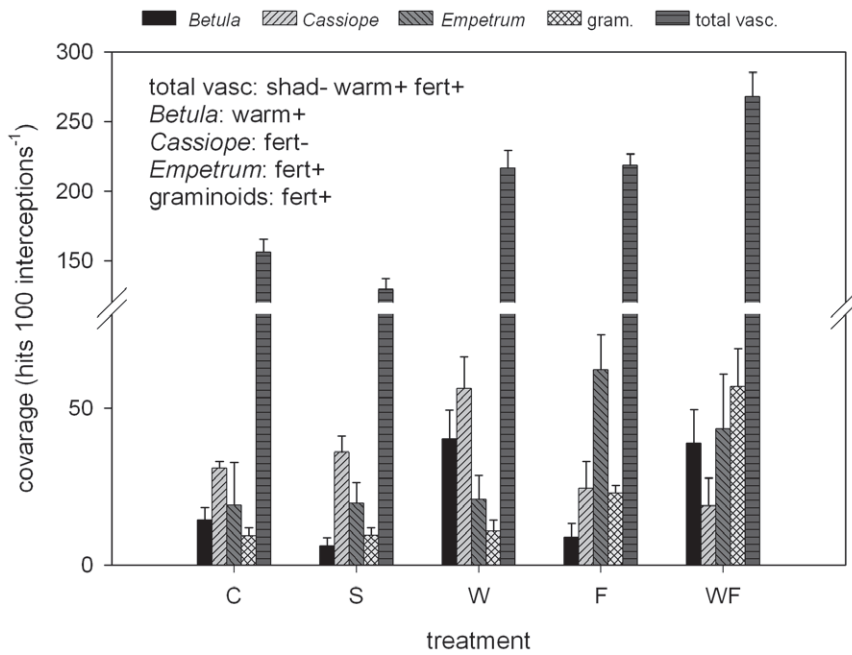 Betula Cassiope Empetrum gram. total vasc.
300
250
200
150
50
0
covarage (hits 100 interceptions⁻¹)
total vasc: shad- warm+ fert+
Betula: warm+
Cassiope: fert-
Empetrum: fert+
graminoids: fert+
C S W F WF
treatment